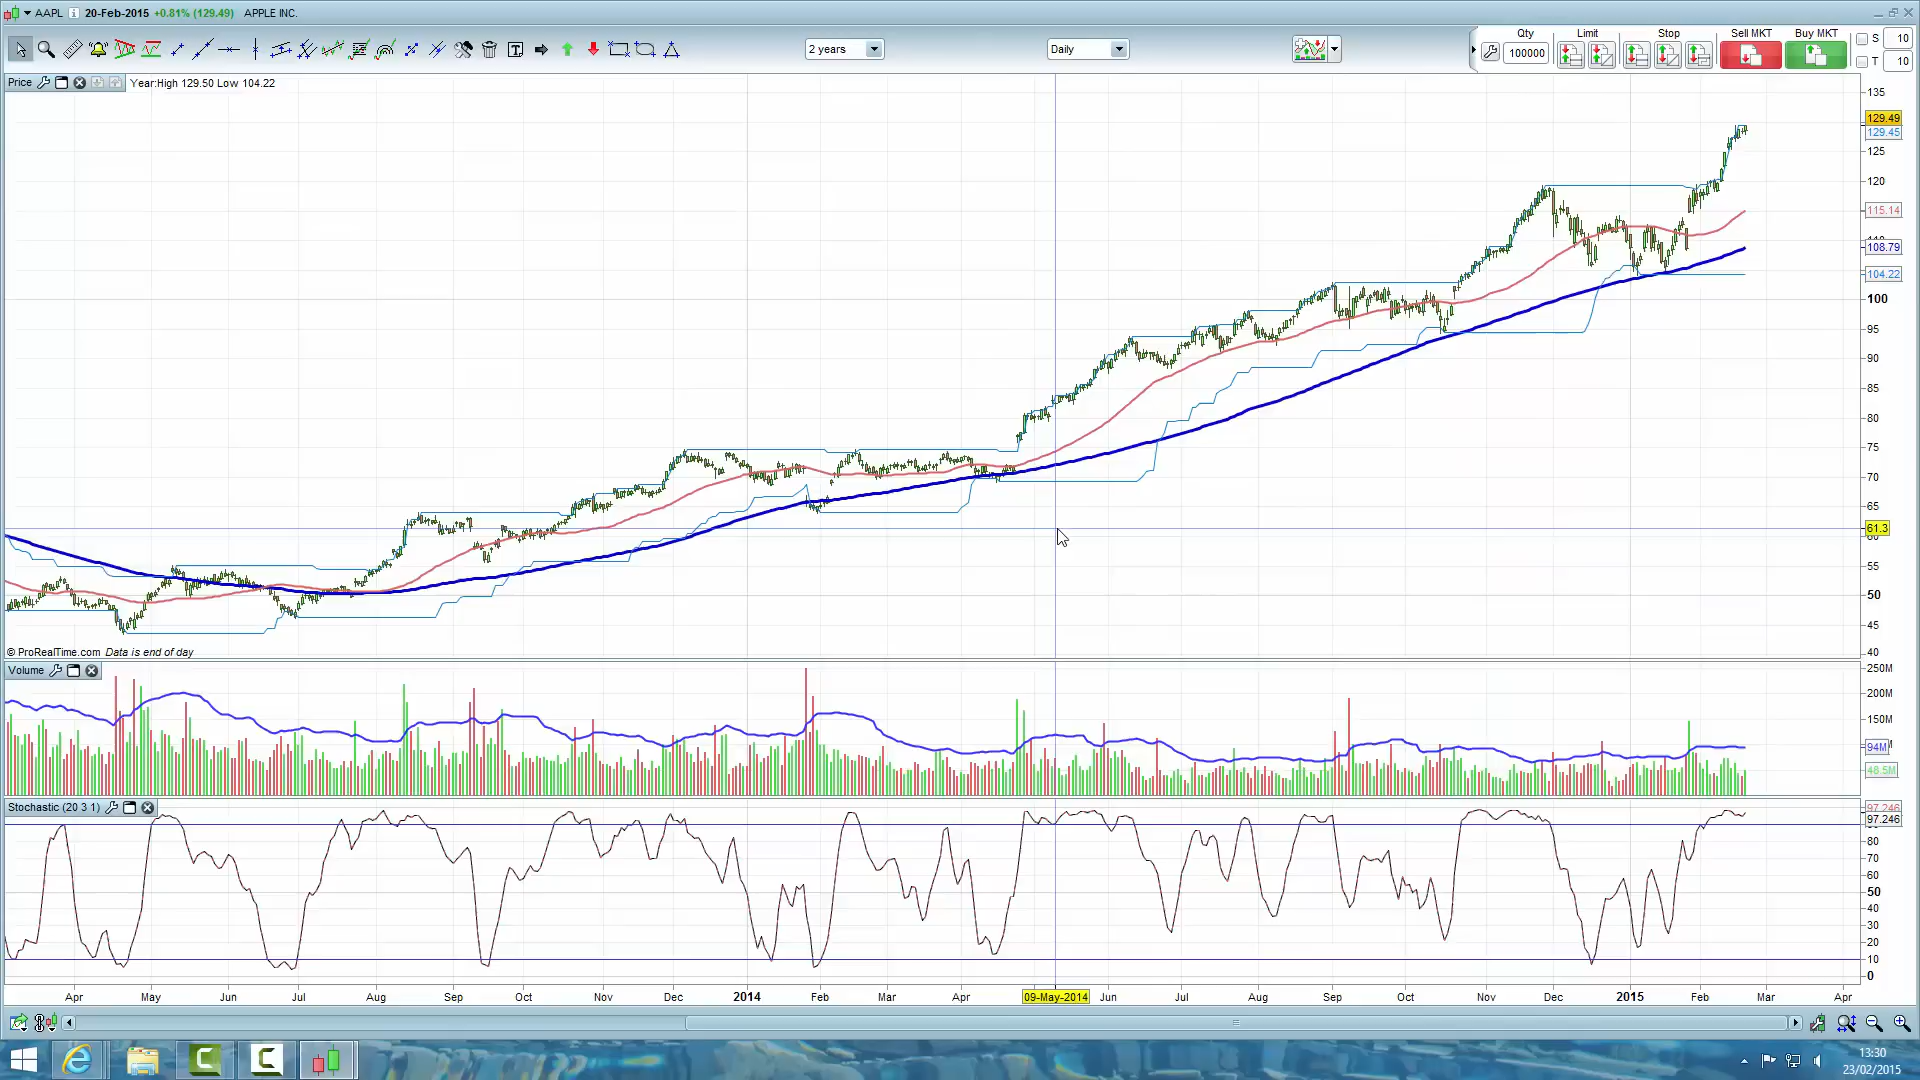 AAPL 20-Feb-2015 +0.81% (129.49) APPLE INC.
2 years Daily
Qty Limit Stop Sell MKT Buy MKT
100000
S 10
T 10
Price Year:High 129.50 Low 104.22
135
129.49
129.45
125
120
115.14
108.79
104.22
100
95
90
85
80
75
70
65
61.3
60
55
50
45
40
© ProRealTime.com Data is end of day
Volume
250M
200M
150M
94M
48.5M
Stochastic (20 3 1)
97.246
97.246
80
70
60
50
40
30
20
10
0
Apr May Jun Jul Aug Sep Oct Nov Dec 2014 Feb Mar Apr 09-May-2014 Jun Jul Aug Sep Oct Nov Dec 2015 Feb Mar Apr
13:30
23/02/2015